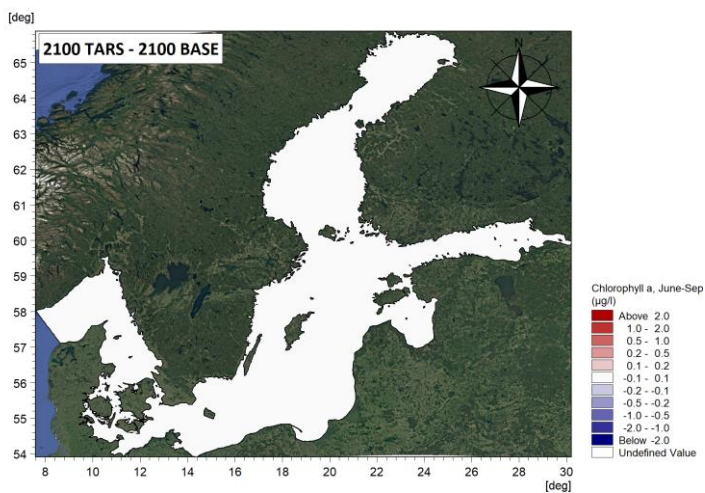 [deg]
2100 TARS - 2100 BASE
N
65
64
63
62
61
60
59
58
57
56
55
54
8 10 12 14 16 18 20 22 24 26 28 30
[deg]
Chlorophyll a, June-Sep
(µg/l)
Above 2.0
1.0 - 2.0
0.5 - 1.0
0.2 - 0.5
0.1 - 0.2
-0.1 - 0.1
-0.2 - -0.1
-0.5 - -0.2
-1.0 - -0.5
-2.0 - -1.0
Below -2.0
Undefined Value